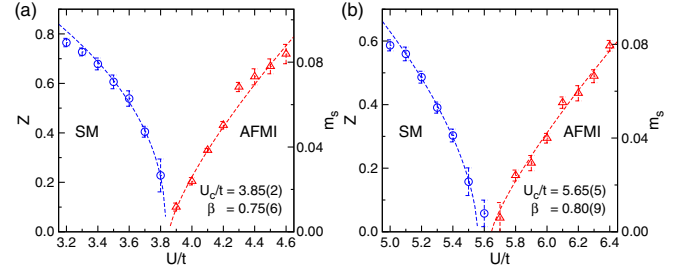 (a)
Z
0.8
0.6
0.4
0.2
0.0
SM
AFMI
U_c/t = 3.85(2)
β = 0.75(6)
0.08
0.04
0.00
m_s
3.2 3.4 3.6 3.8 4.0 4.2 4.4 4.6
U/t
(b)
Z
0.6
0.4
0.2
0.0
SM
AFMI
U_c/t = 5.65(5)
β = 0.80(9)
0.08
0.04
0.00
m_s
5.0 5.2 5.4 5.6 5.8 6.0 6.2 6.4
U/t